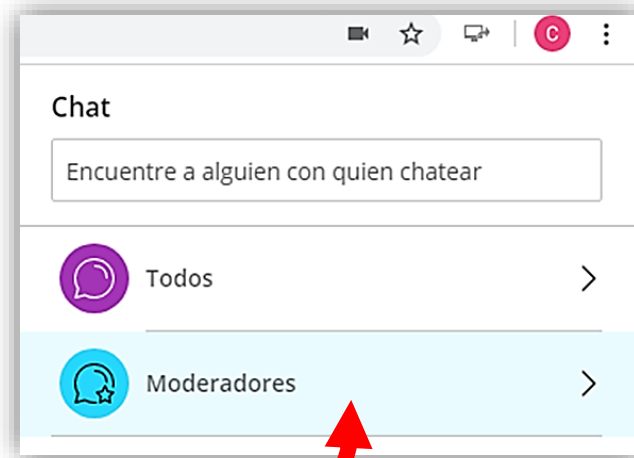 C
Chat
Encuentre a alguien con quien chatear
Todos
Moderadores